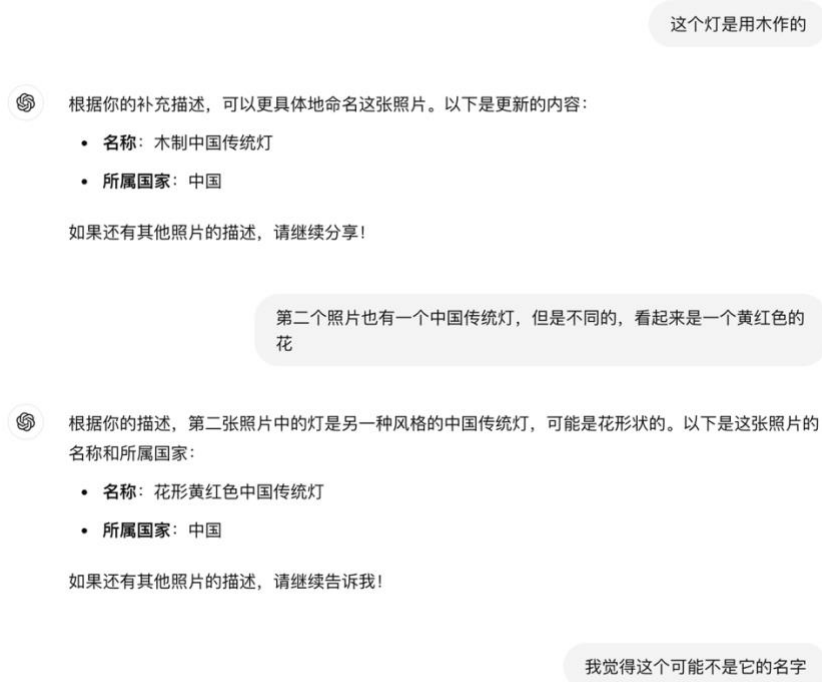 这个灯是用木作的
根据你的补充描述，可以更具体地命名这张照片。以下是更新的内容：
• 名称：木制中国传统灯
• 所属国家：中国
如果还有其他照片的描述，请继续分享！
第二个照片也有一个中国传统灯，但是不同的，看起来是一个黄红色的
花
根据你的描述，第二张照片中的灯是另一种风格的中国传统灯，可能是花形状的。以下是这张照片的
名称和所属国家：
• 名称：花形黄红色中国传统灯
• 所属国家：中国
如果还有其他照片的描述，请继续告诉我！
我觉得这个可能不是它的名字